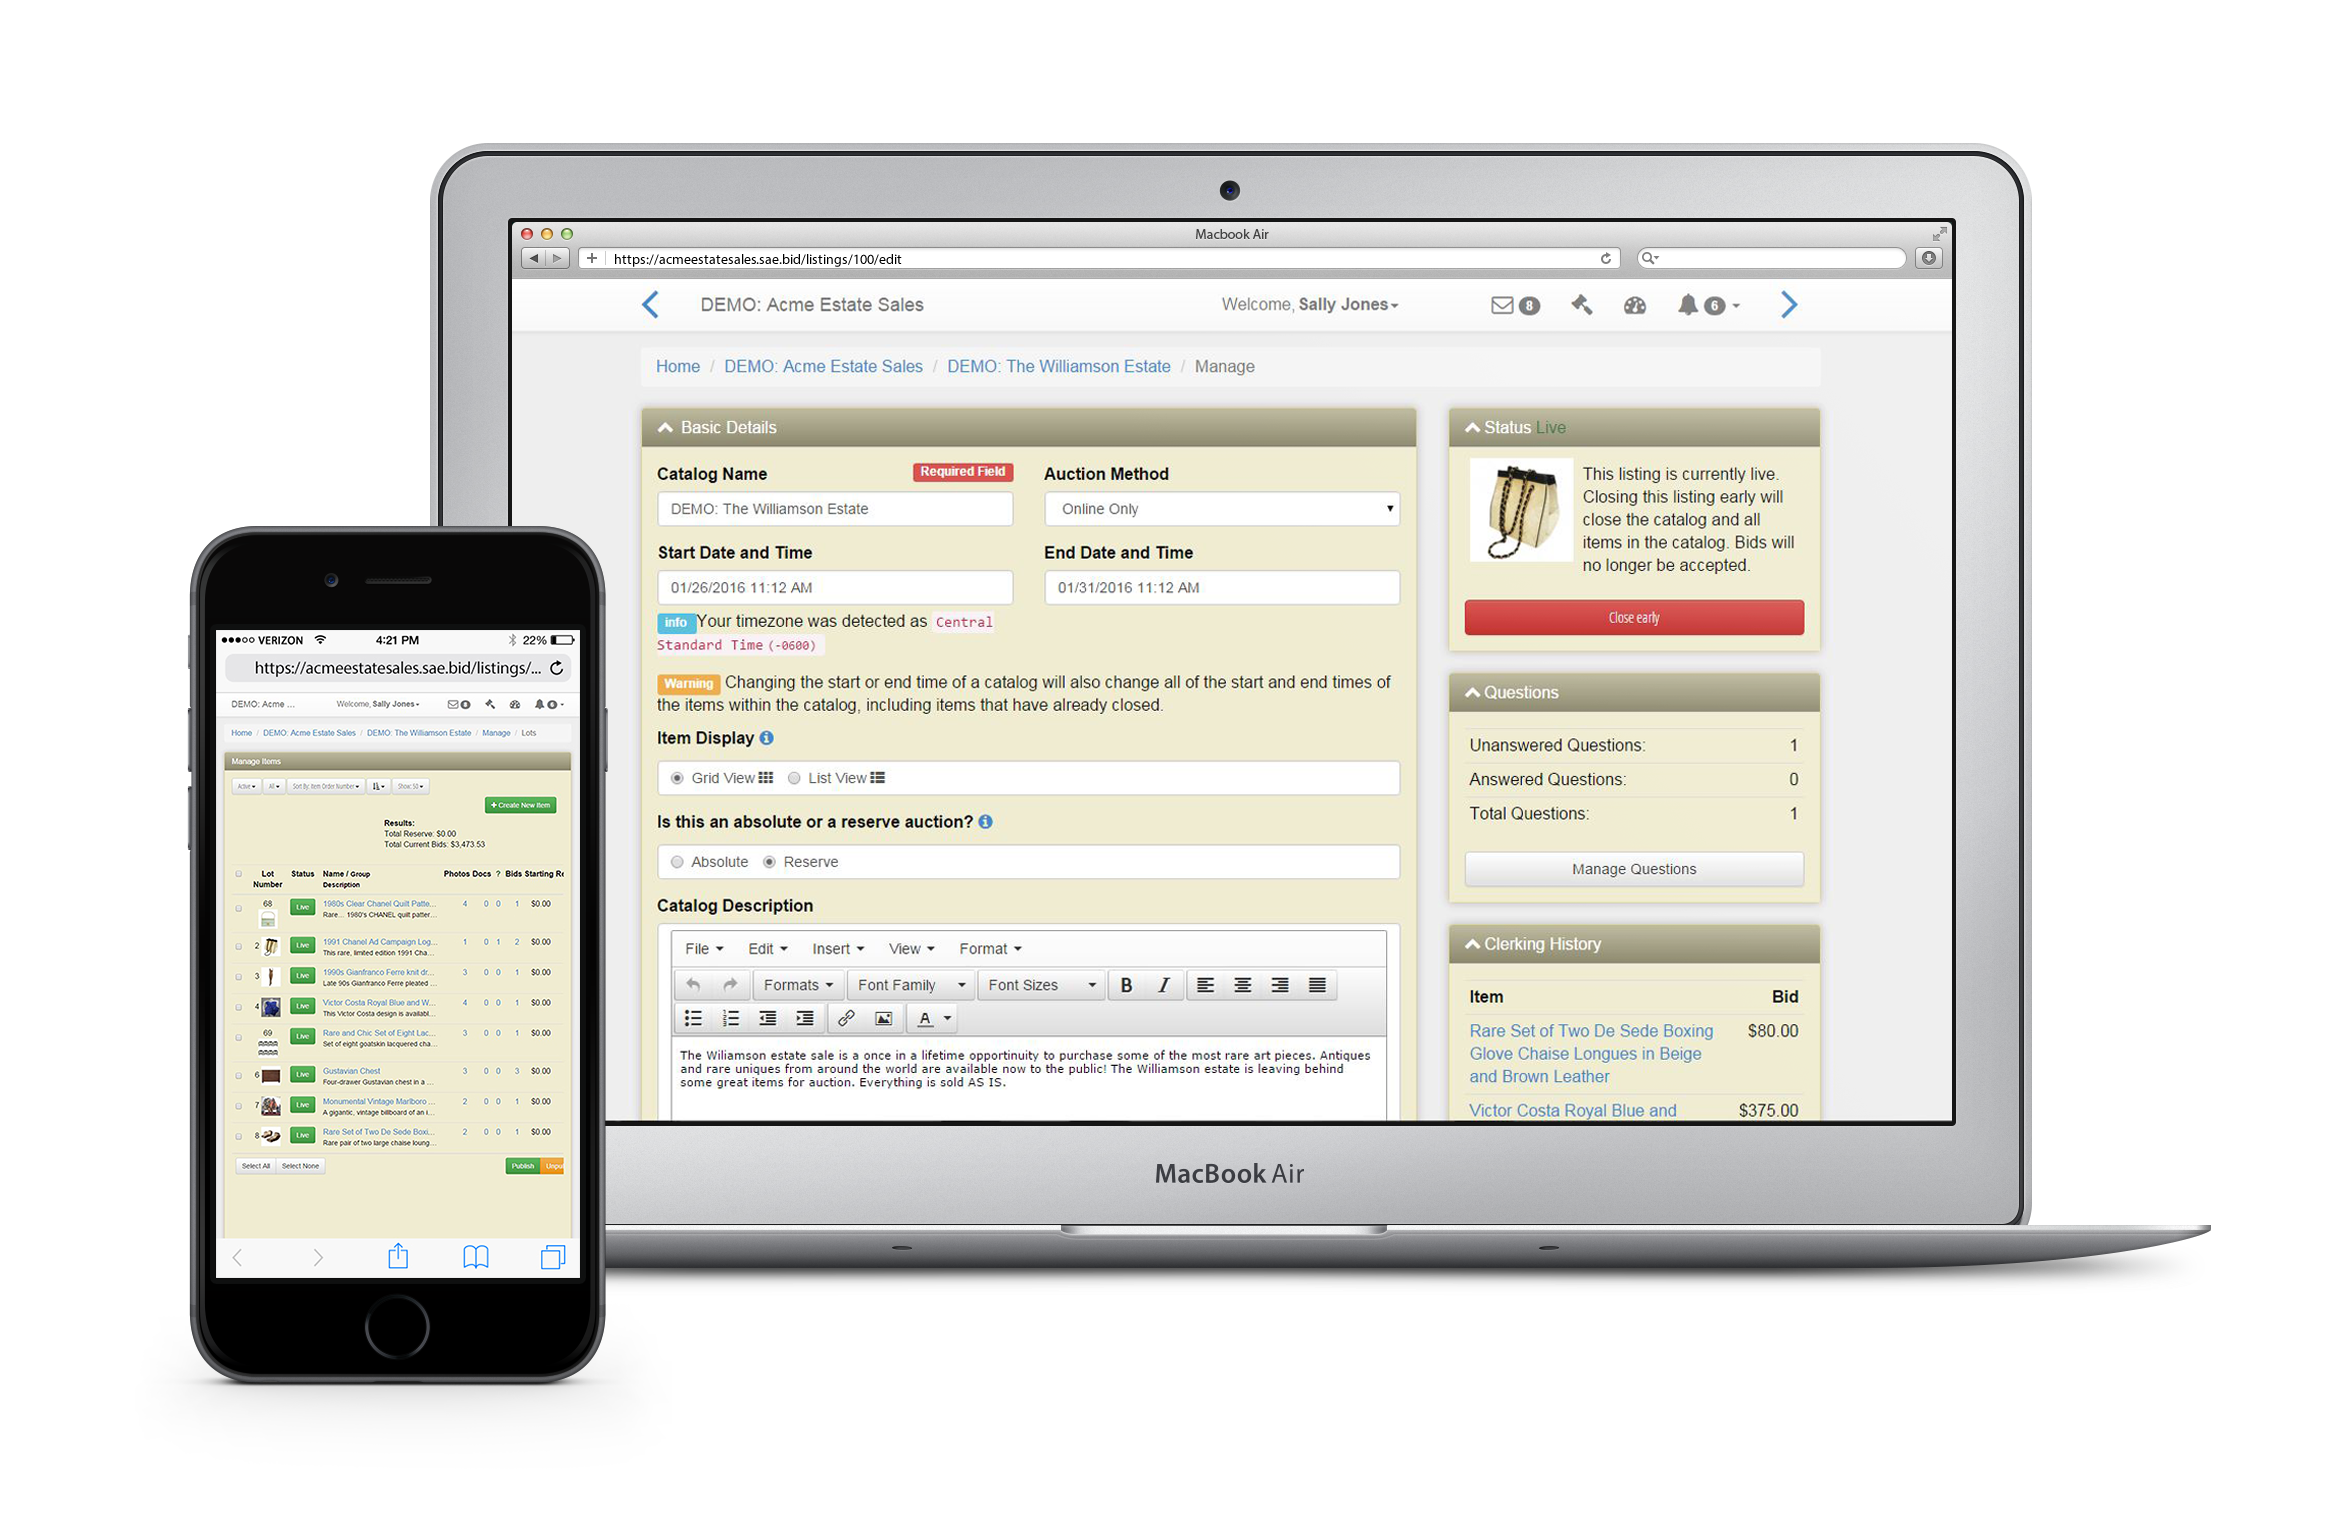 Macbook Air
https://acmeestatesales.sae.bid/listings/100/edit
DEMO: Acme Estate Sales
Welcome, Sally Jones
8
6
Home / DEMO: Acme Estate Sales / DEMO: The Williamson Estate / Manage
Basic Details
Catalog Name
Required Field
Auction Method
DEMO: The Williamson Estate
Online Only
Start Date and Time
End Date and Time
01/26/2016 11:12 AM
01/31/2016 11:12 AM
info Your timezone was detected as Central
Standard Time (-0600)
Warning Changing the start or end time of a catalog will also change all of the start and end times of
the items within the catalog, including items that have already closed.
Item Display
Grid View List View
Is this an absolute or a reserve auction?
Absolute Reserve
Catalog Description
File Edit Insert View Format
Formats Font Family Font Sizes B I
A
The Wiliamson estate sale is a once in a lifetime opportinuity to purchase some of the most rare art pieces. Antiques
and rare uniques from around the world are available now to the public! The Williamson estate is leaving behind
some great items for auction. Everything is sold AS IS.
Status Live
This listing is currently live.
Closing this listing early will
close the catalog and all
items in the catalog. Bids will
no longer be accepted.
Close early
Questions
Unanswered Questions: 1
Answered Questions: 0
Total Questions: 1
Manage Questions
Clerking History
Item Bid
Rare Set of Two De Sede Boxing $80.00
Glove Chaise Longues in Beige
and Brown Leather
Victor Costa Royal Blue and $375.00
MacBook Air
VERIZON 4:21 PM 22%
https://acmeestatesales.sae.bid/listings/...
DEMO: Acme ... Welcome, Sally Jones
Home / DEMO: Acme Estate Sales / DEMO: The Williamson Estate / Manage / Lots
Manage Items
Active All Sort By: Item Order Number Show: 50
+ Create New Item
Results:
Total Reserve: $0.00
Total Current Bids: $3,473.53
Lot Status Name / Group Photos Docs ? Bids Starting Re
Number Description
68 Live 1980s Clear Chanel Quilt Patte... 4 0 0 1 $0.00
Rare... 1980's CHANEL quilt patter...
2 Live 1991 Chanel Ad Campaign Log... 1 0 1 2 $0.00
This rare, limited edition 1991 Cha...
3 Live 1990s Gianfranco Ferre knit dr... 3 0 0 1 $0.00
Late 90s Gianfranco Ferre pleated ...
4 Live Victor Costa Royal Blue and W... 4 0 0 1 $0.00
This Victor Costa design is availabl...
69 Live Rare and Chic Set of Eight Lac... 3 0 0 1 $0.00
Set of eight goatskin lacquered cha...
6 Live Gustavian Chest 3 0 0 3 $0.00
Four-drawer Gustavian chest in a ...
7 Live Monumental Vintage Marlboro ... 2 0 0 1 $0.00
A gigantic, vintage billboard of an i...
8 Live Rare Set of Two De Sede Boxi... 2 0 0 1 $0.00
Rare pair of two large chaise loung...
Select All Select None Publish Unpu